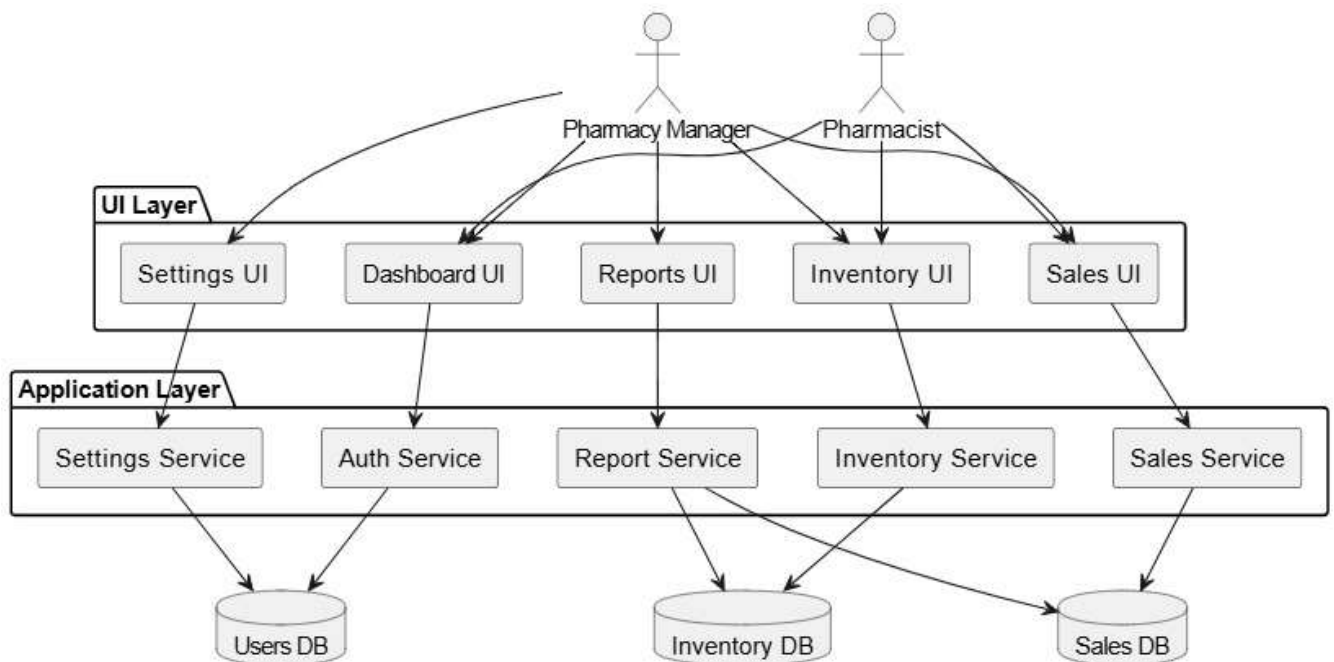 Pharmacy Manager
Pharmacist
UI Layer
Settings UI
Dashboard UI
Reports UI
Inventory UI
Sales UI
Application Layer
Settings Service
Auth Service
Report Service
Inventory Service
Sales Service
Users DB
Inventory DB
Sales DB